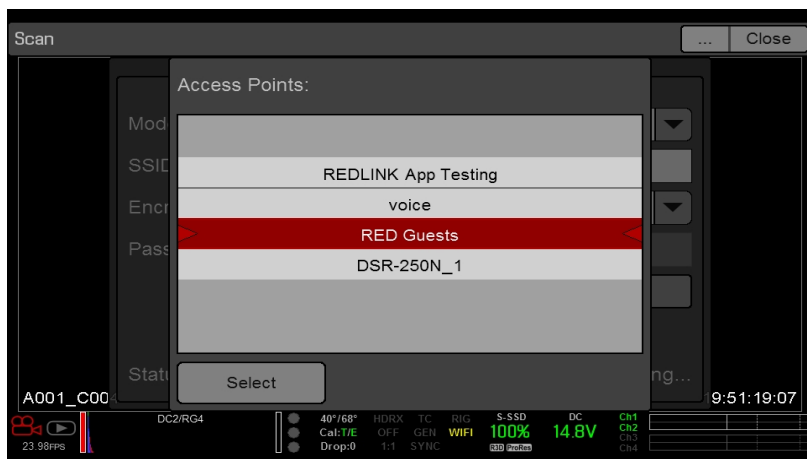 Scan
... Close
Access Points:
Mod
SSID
Encr
Pass
REDLINK App Testing
voice
RED Guests
DSR-250N_1
Select
Statu
ng...
A001_C00
9:51:19:07
DC2/RG4
40°/68° HDRX TC RIG S-SSD DC Ch1
Cal:T/E OFF GEN WIFI 100% 14.8V Ch2
Drop:0 1:1 SYNC R3D ProRes Ch3
Ch4
23.98FPS